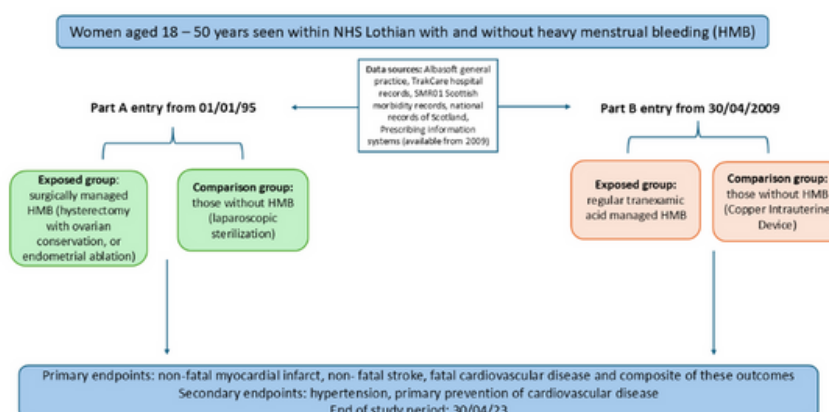 Women aged 18 – 50 years seen within NHS Lothian with and without heavy menstrual bleeding (HMB)
Data sources: Albasoft general
practice, TrakCare hospital
records, SMR01 Scottish
morbidity records, national
records of Scotland,
Prescribing information
systems (available from 2009)
Part A entry from 01/01/95
Part B entry from 30/04/2009
Exposed group:
surgically managed
HMB (hysterectomy
with ovarian
conservation, or
endometrial ablation)
Comparison group:
those without HMB
(laparoscopic
sterilization)
Exposed group:
regular tranexamic
acid managed HMB
Comparison group:
those without HMB
(Copper Intrauterine
Device)
Primary endpoints: non-fatal myocardial infarct, non- fatal stroke, fatal cardiovascular disease and composite of these outcomes
Secondary endpoints: hypertension, primary prevention of cardiovascular disease
End of study period: 30/04/23